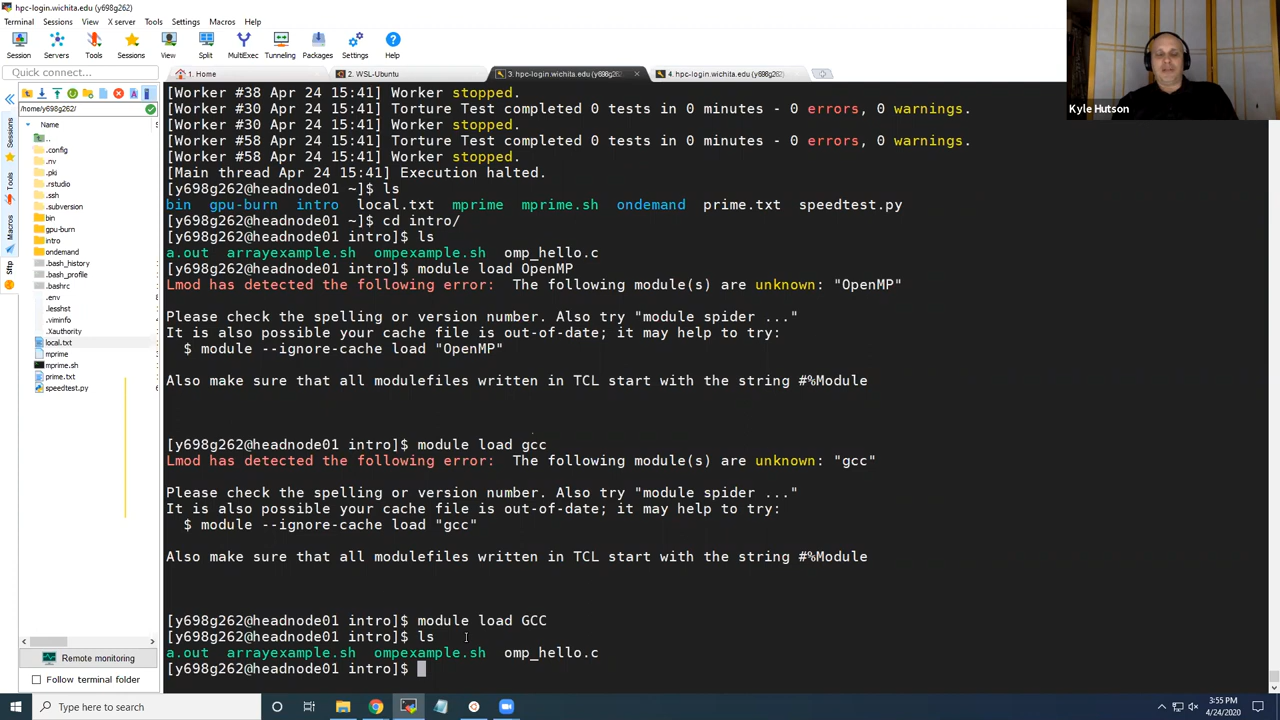 hpc-login.wichita.edu (y698g262)
Terminal Sessions View X server Tools Settings Macros Help
Session Servers Tools Sessions View Split MultiExec Tunneling Packages Settings Help
Quick connect...
1. Home
2. WSL-Ubuntu
3. hpc-login.wichita.edu (y698g262)
4. hpc-login.wichita.edu (y698g262)
/home/y698g262/
Name
..
.config
.nv
.pki
.rstudio
.ssh
.subversion
bin
gpu-burn
intro
ondemand
.bash_history
.bash_profile
.bashrc
.env
.lesshst
.viminfo
.Xauthority
local.txt
mprime
mprime.sh
prime.txt
speedtest.py
Sessions
Tools
Macros
Sftp
Remote monitoring
Follow terminal folder
[Worker #38 Apr 24 15:41] Worker stopped.
[Worker #30 Apr 24 15:41] Torture Test completed 0 tests in 0 minutes - 0 errors, 0 warnings.
[Worker #30 Apr 24 15:41] Worker stopped.
[Worker #58 Apr 24 15:41] Torture Test completed 0 tests in 0 minutes - 0 errors, 0 warnings.
[Worker #58 Apr 24 15:41] Worker stopped.
[Main thread Apr 24 15:41] Execution halted.
[y698g262@headnode01 ~]$ ls
bin gpu-burn intro local.txt mprime mprime.sh ondemand prime.txt speedtest.py
[y698g262@headnode01 ~]$ cd intro/
[y698g262@headnode01 intro]$ ls
a.out arrayexample.sh ompexample.sh omp_hello.c
[y698g262@headnode01 intro]$ module load OpenMP
Lmod has detected the following error: The following module(s) are unknown: "OpenMP"
Please check the spelling or version number. Also try "module spider ..."
It is also possible your cache file is out-of-date; it may help to try:
$ module --ignore-cache load "OpenMP"
Also make sure that all modulefiles written in TCL start with the string #%Module
[y698g262@headnode01 intro]$ module load gcc
Lmod has detected the following error: The following module(s) are unknown: "gcc"
Please check the spelling or version number. Also try "module spider ..."
It is also possible your cache file is out-of-date; it may help to try:
$ module --ignore-cache load "gcc"
Also make sure that all modulefiles written in TCL start with the string #%Module
[y698g262@headnode01 intro]$ module load GCC
[y698g262@headnode01 intro]$ ls
a.out arrayexample.sh ompexample.sh omp_hello.c
[y698g262@headnode01 intro]$
Kyle Hutson
Type here to search
3:55 PM
4/24/2020